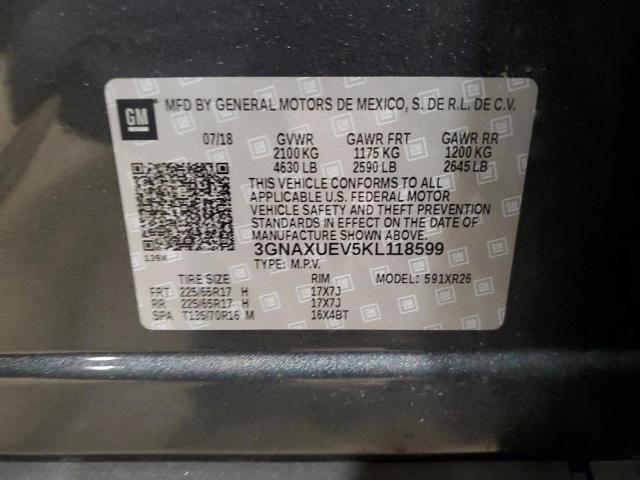 GM
MFD BY GENERAL MOTORS DE MEXICO, S. DE R.L. DE C.V.
07/18 GVWR GAWR FRT GAWR RR
2100 KG 1175 KG 1200 KG
4630 LB 2590 LB 2645 LB
THIS VEHICLE CONFORMS TO ALL
APPLICABLE U.S. FEDERAL MOTOR
VEHICLE SAFETY AND THEFT PREVENTION
STANDARDS IN EFFECT ON THE DATE OF
MANUFACTURE SHOWN ABOVE.
139X 3GNAXUEV5KL118599
TYPE: M.P.V.
TIRE SIZE RIM MODEL: 591XR26
FRT 225/65R17 H 17X7J
RR 225/65R17 H 17X7J
SPA T135/70R16 M 16X4BT